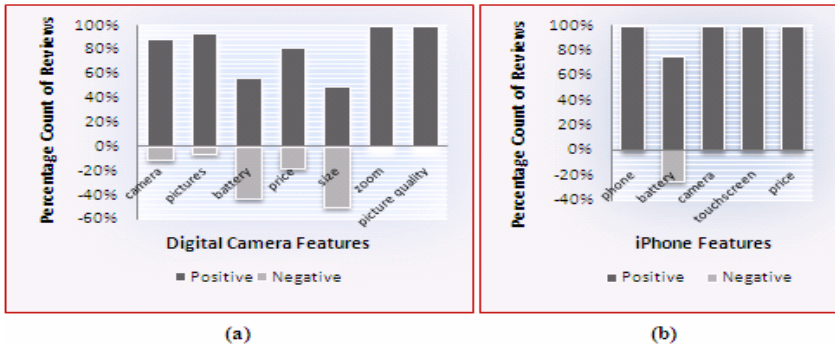 Percentage Count of Reviews
100%
80%
60%
40%
20%
0%
-20%
-40%
-60%
camera
pictures
battery
price
size
zoom
picture quality
Digital Camera Features
Positive Negative
(a)
Percentage Count of Reviews
100%
80%
60%
40%
20%
0%
-20%
-40%
phone
battery
camera
touchscreen
price
iPhone Features
Positive Negative
(b)